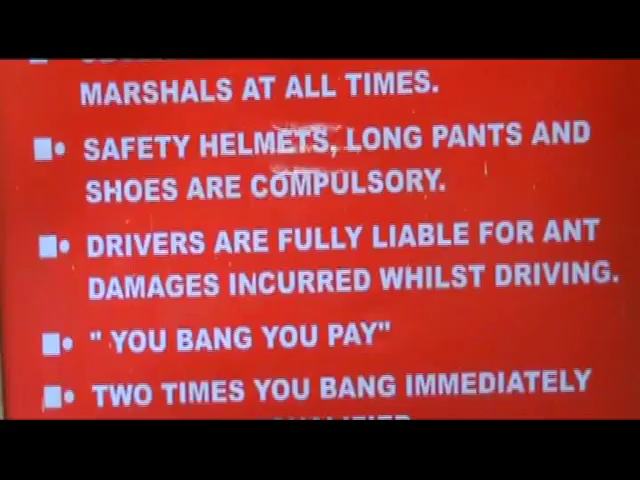 MARSHALS AT ALL TIMES.
SAFETY HELMETS, LONG PANTS AND
SHOES ARE COMPULSORY.
DRIVERS ARE FULLY LIABLE FOR ANT
DAMAGES INCURRED WHILST DRIVING.
" YOU BANG YOU PAY"
TWO TIMES YOU BANG IMMEDIATELY